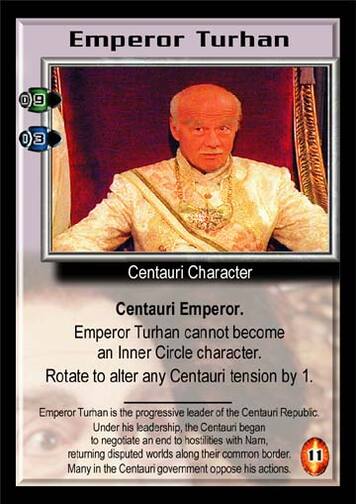 Emperor Turhan
09
03
Centauri Character
Centauri Emperor.
Emperor Turhan cannot become
an Inner Circle character.
Rotate to alter any Centauri tension by 1.
Emperor Turhan is the progressive leader of the Centauri Republic.
Under his leadership, the Centauri began
to negotiate an end to hostilities with Narn,
returning disputed worlds along their common border.
Many in the Centauri government oppose his actions.
11